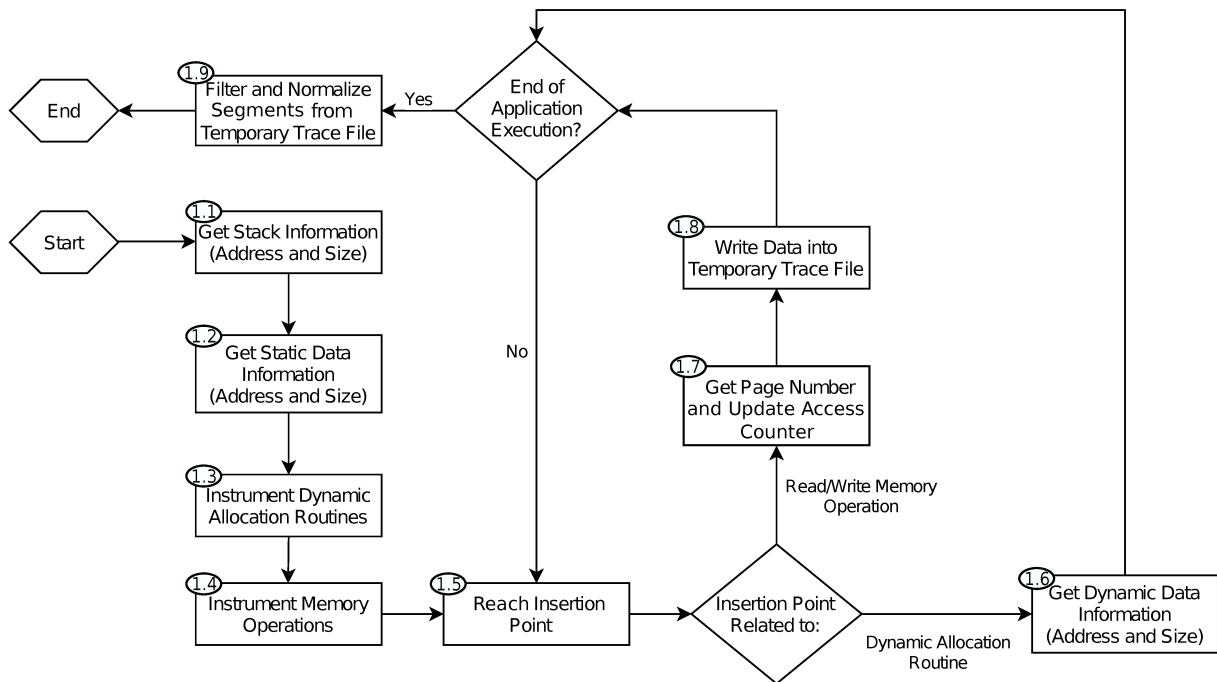 End
1.9
Filter and Normalize
Segments from
Temporary Trace File
Yes
End of
Application
Execution?
Start
1.1
Get Stack Information
(Address and Size)
1.2
Get Static Data
Information
(Address and Size)
1.3
Instrument Dynamic
Allocation Routines
1.4
Instrument Memory
Operations
No
1.5
Reach Insertion
Point
1.8
Write Data into
Temporary Trace File
1.7
Get Page Number
and Update Access
Counter
Read/Write Memory
Operation
Insertion Point
Related to:
Dynamic Allocation
Routine
1.6
Get Dynamic Data
Information
(Address and Size)